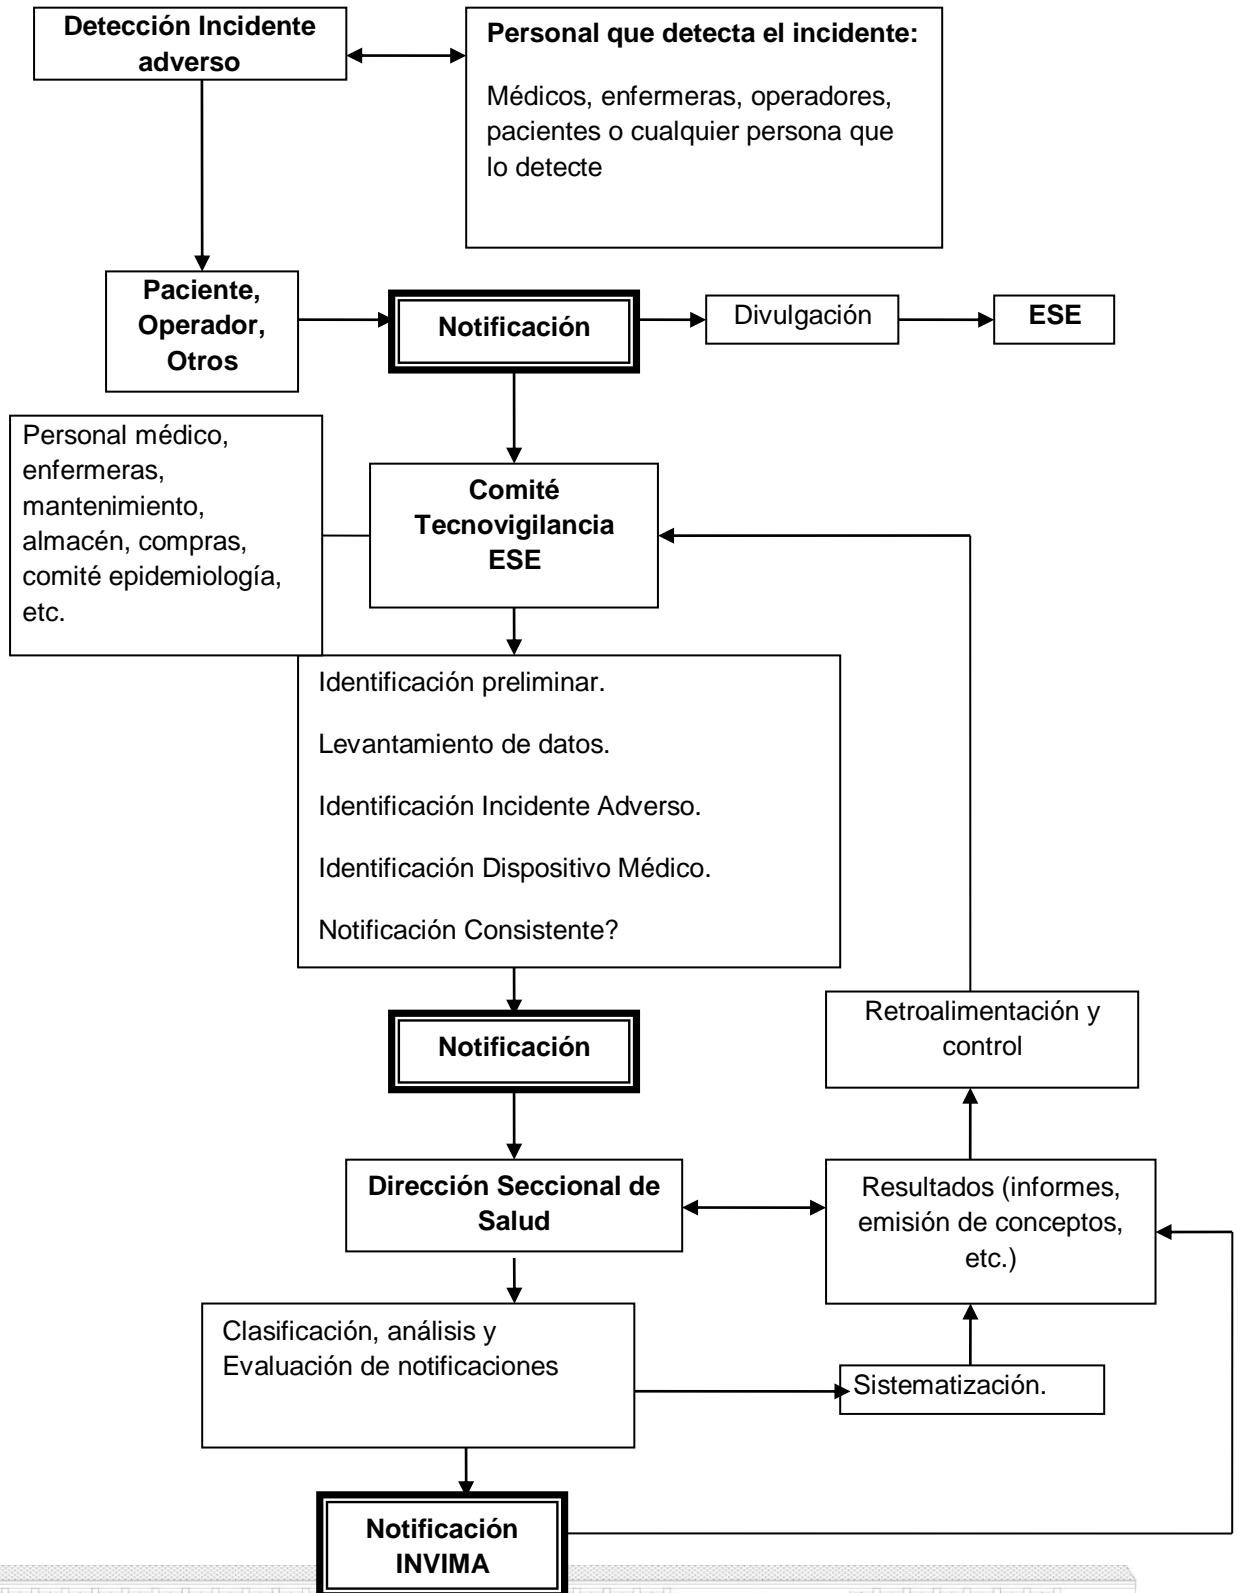 Detección Incidente
adverso
Personal que detecta el incidente:
Médicos, enfermeras, operadores,
pacientes o cualquier persona que
lo detecte
Paciente,
Operador,
Otros
Notificación
Divulgación
ESE
Personal médico,
enfermeras,
mantenimiento,
almacén, compras,
comité epidemiología,
etc.
Comité
Tecnovigilancia
ESE
Identificación preliminar.
Levantamiento de datos.
Identificación Incidente Adverso.
Identificación Dispositivo Médico.
Notificación Consistente?
Notificación
Retroalimentación y
control
Dirección Seccional de
Salud
Resultados (informes,
emisión de conceptos,
etc.)
Clasificación, análisis y
Evaluación de notificaciones
Sistematización.
Notificación
INVIMA